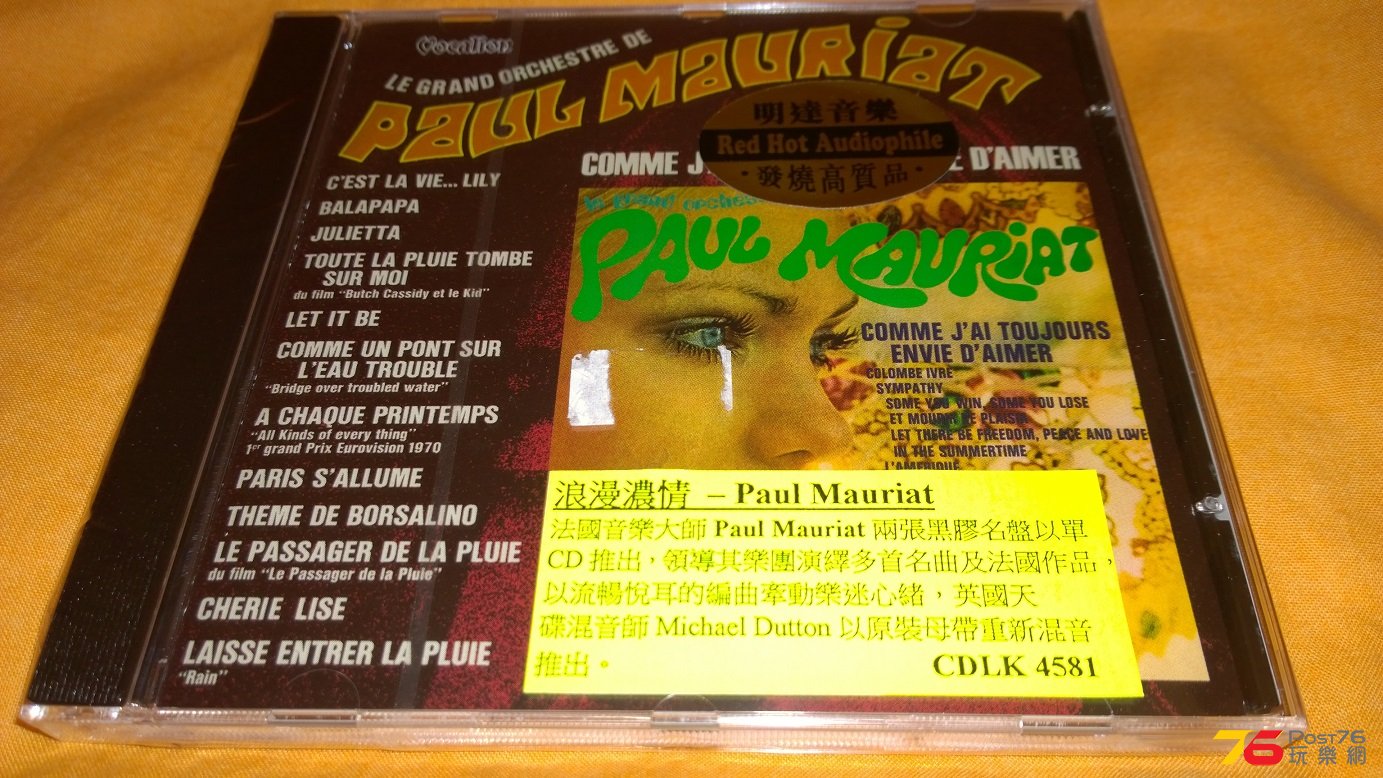 Vocalion
LE GRAND ORCHESTRE DE
PAUL MAURIAT
明達音樂
Red Hot Audiophile
·發燒高質品·
COMME J
E D'AIMER
C'EST LA VIE... LILY
BALAPAPA
JULIETTA
TOUTE LA PLUIE TOMBE
SUR MOI
du film "Butch Cassidy et le Kid"
LET IT BE
COMME UN PONT SUR
L'EAU TROUBLE
"Bridge over troubled water"
A CHAQUE PRINTEMPS
"All Kinds of every thing"
1er grand Prix Eurovision 1970
PARIS S'ALLUME
THEME DE BORSALINO
LE PASSAGER DE LA PLUIE
du film "Le Passager de la Pluie"
CHERIE LISE
LAISSE ENTRER LA PLUIE
"Rain"
le grand orches
PAUL MAURIAT
COMME J'AI TOUJOURS
ENVIE D'AIMER
COLOMBE IVRE
SYMPATHY
SOME YOU WIN, SOME YOU LOSE
ET MOURIR DE PLAISIR
LET THERE BE FREEDOM, PEACE AND LOVE
IN THE SUMMERTIME
L'AMERIQUE
浪漫濃情 – Paul Mauriat
法國音樂大師 Paul Mauriat 兩張黑膠名盤以單
CD 推出，領導其樂團演繹多首名曲及法國作品，
以流暢悅耳的編曲牽動樂迷心緒，英國天
碟混音師 Michael Dutton 以原裝母帶重新混音
推出。 CDLK 4581
76 POST76
玩樂網